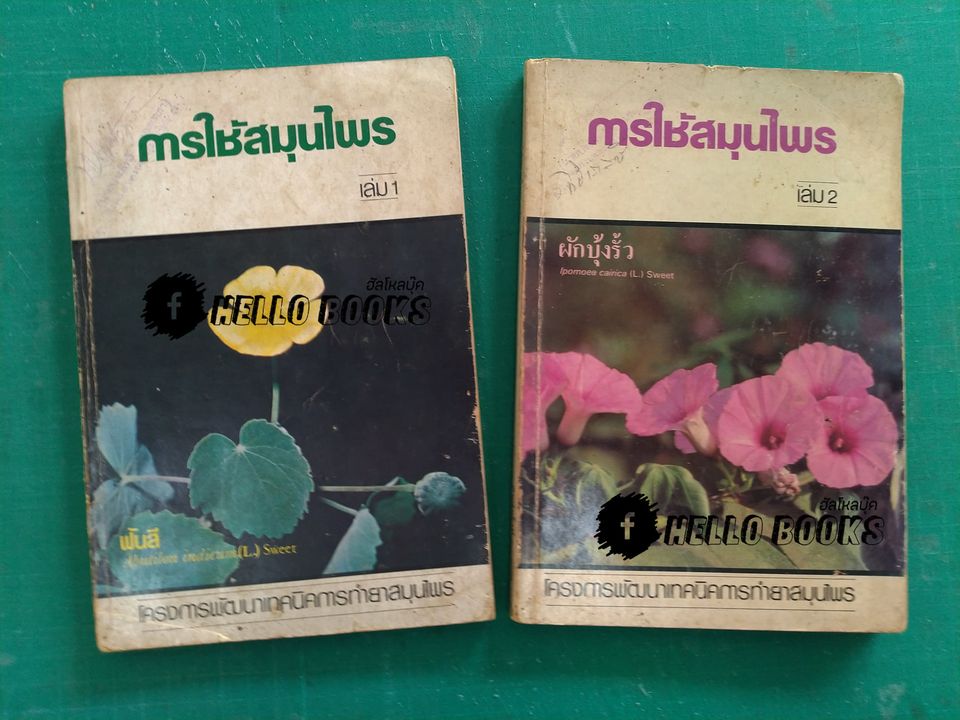 การใช้สมุนไพร
เล่ม 1
ฮัลโหลบุ๊ค
f HELLO BOOKS
ฟันสี
Abutilon indicum (L.) Sweet
โครงการพัฒนาเทคนิคการทำยาสมุนไพร
การใช้สมุนไพร
เล่ม 2
ผักบุ้งรั้ว
Ipomoea cairica (L.) Sweet
ฮัลโหลบุ๊ค
f HELLO BOOKS
โครงการพัฒนาเทคนิคการทำยาสมุนไพร